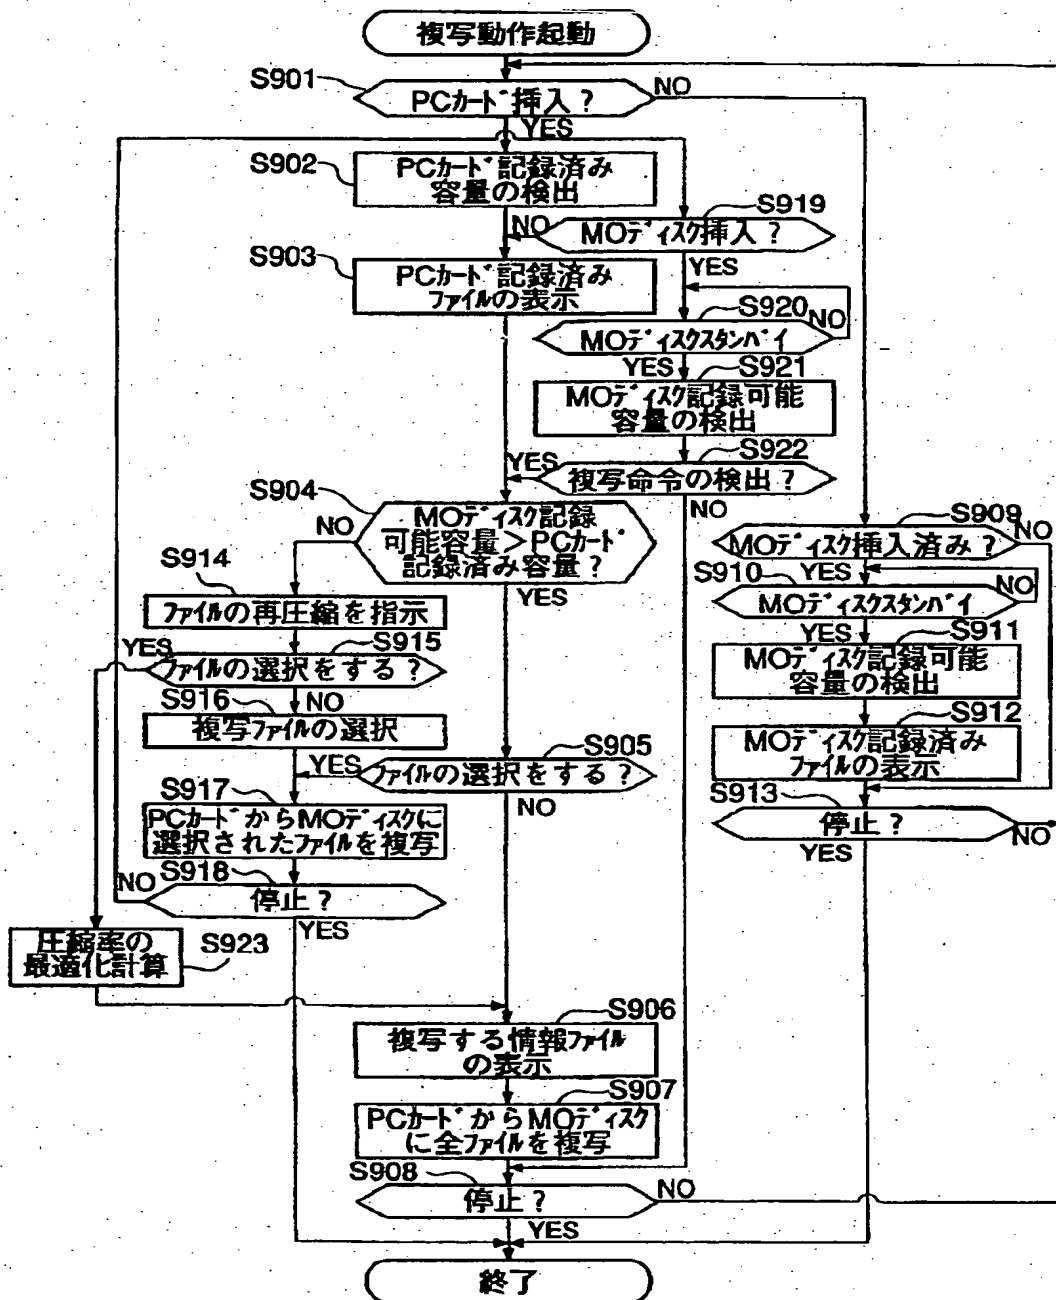 複写動作起動
S901
PCカード挿入?
NO
YES
S902
PCカード記録済み
容量の検出
S919
NO
MOディスク挿入?
YES
S903
PCカード記録済み
ファイルの表示
S920
NO
MOディスクスタンバイ
YES
S921
MOディスク記録可能
容量の検出
S922
YES
複写命令の検出?
NO
S904
NO
MOディスク記録
可能容量>PCカード
記録済み容量?
YES
S909
NO
MOディスク挿入済み?
YES
S910
NO
MOディスクスタンバイ
YES
S911
MOディスク記録可能
容量の検出
S912
MOディスク記録済み
ファイルの表示
S913
停止?
NO
YES
S914
ファイルの再圧縮を指示
YES
S915
ファイルの選択をする?
NO
S916
複写ファイルの選択
S905
YES
ファイルの選択をする?
NO
S917
PCカードからMOディスクに
選択されたファイルを複写
S918
NO
停止?
YES
圧縮率の
最適化計算
S923
S906
複写する情報ファイル
の表示
S907
PCカードからMOディスク
に全ファイルを複写
S908
停止?
NO
YES
終了